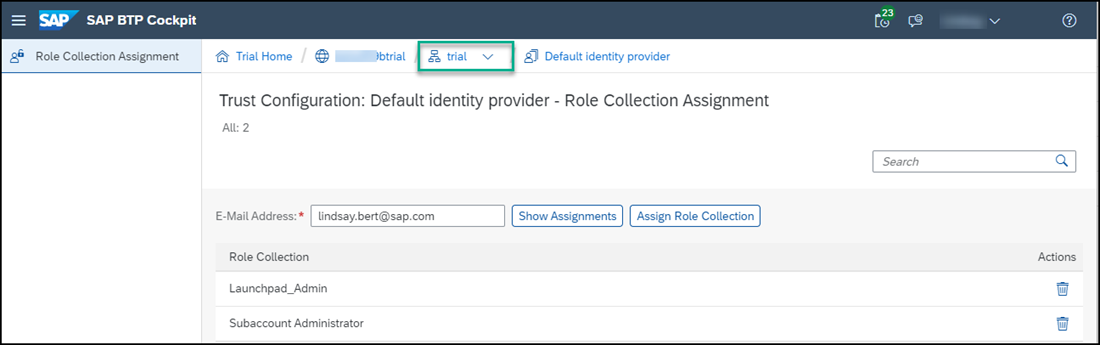 SAP SAP BTP Cockpit 23
Role Collection Assignment Trial Home / btrial / trial Default identity provider
Trust Configuration: Default identity provider - Role Collection Assignment
All: 2
Search
E-Mail Address:* lindsay.bert@sap.com Show Assignments Assign Role Collection
Role Collection Actions
Launchpad_Admin
Subaccount Administrator